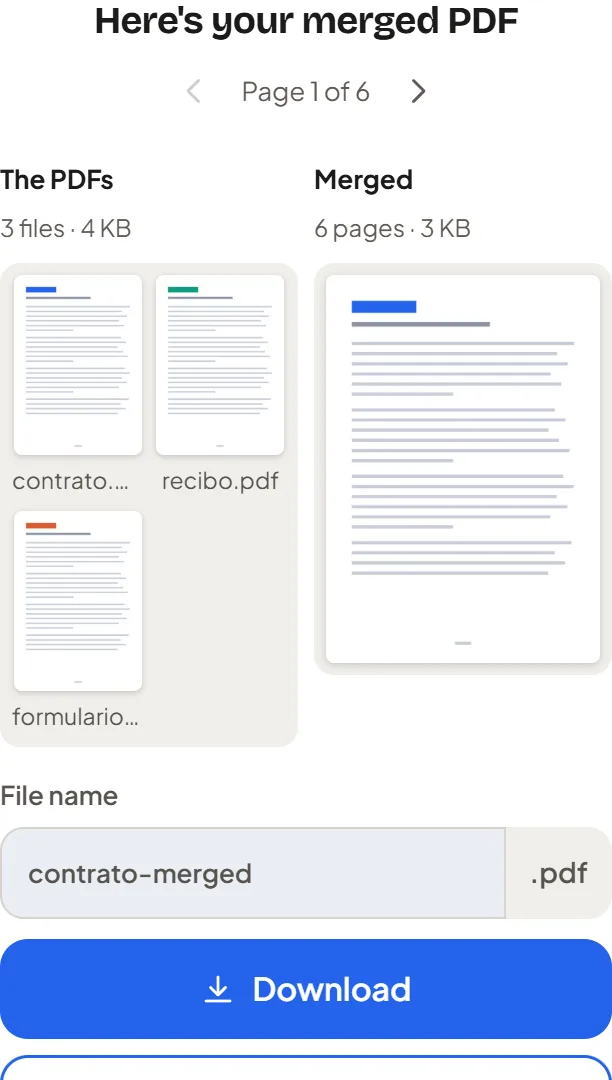 Here's your merged PDF
Page 1 of 6
The PDFs
3 files · 4 KB
contrato.…
recibo.pdf
formulario…
Merged
6 pages · 3 KB
File name
contrato-merged
.pdf
Download